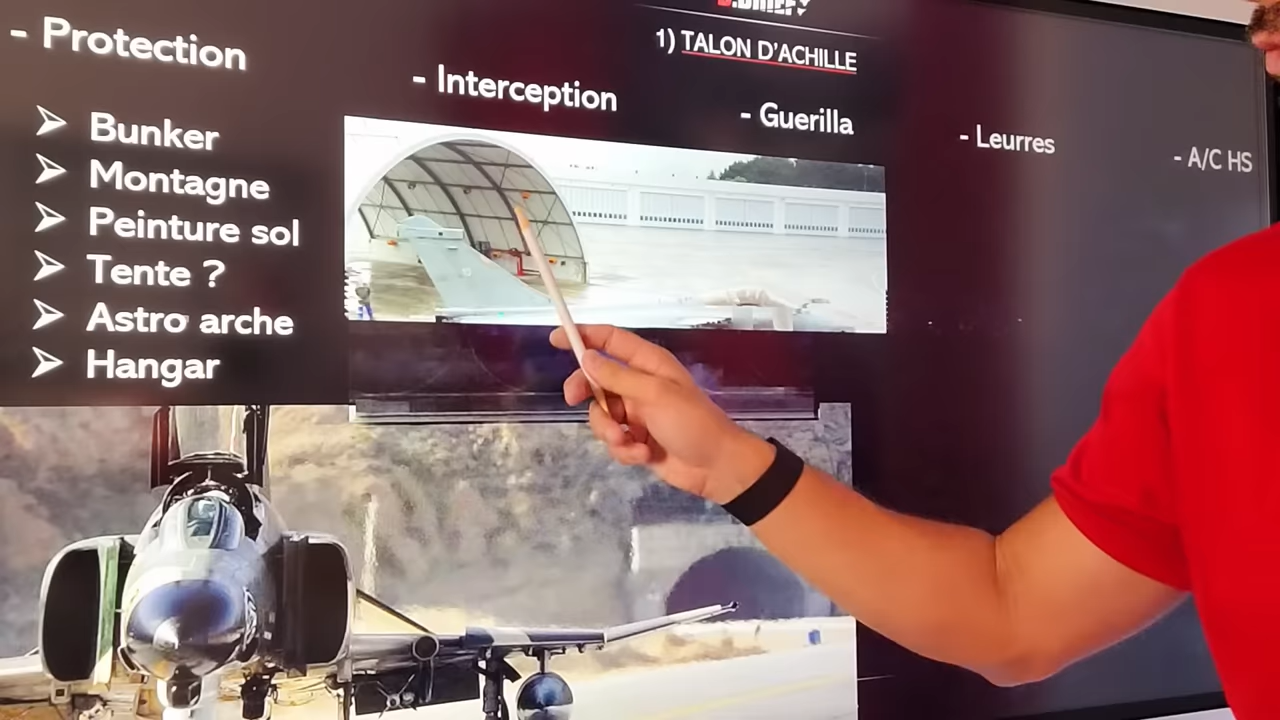 - Protection
- Interception
1) TALON D'ACHILLE
- Guerilla
- Leurres
- A/C HS
Bunker
Montagne
Peinture sol
Tente ?
Astro arche
Hangar